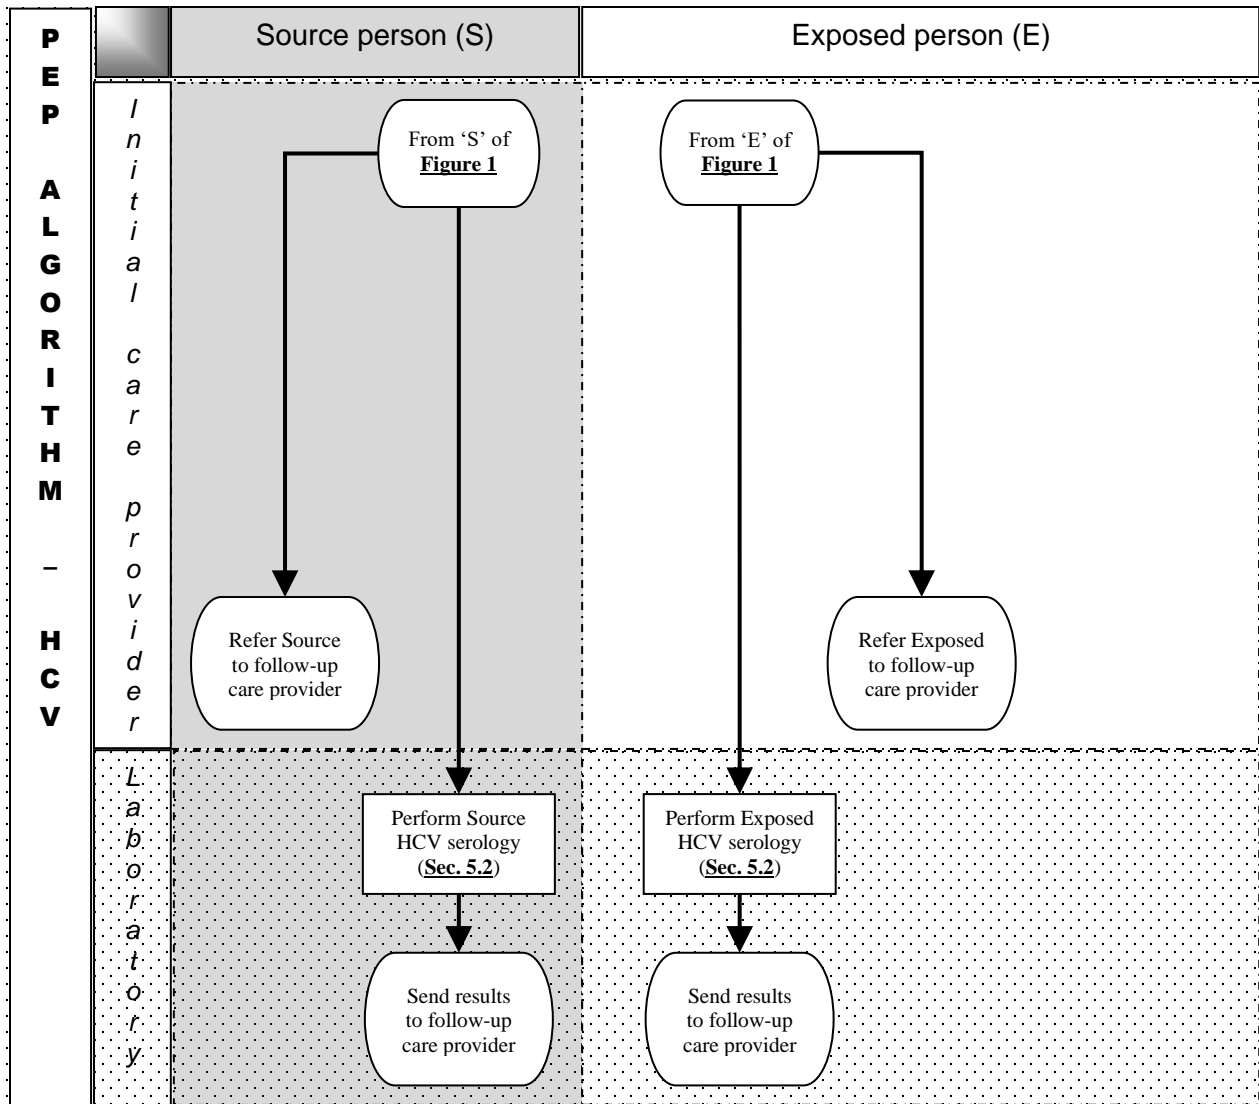 PEP ALGORITHM – HCV
Source person (S)
Exposed person (E)
Initial care provider
From ‘S’ of
Figure 1
From ‘E’ of
Figure 1
Refer Source
to follow-up
care provider
Refer Exposed
to follow-up
care provider
Laboratory
Perform Source
HCV serology
(Sec. 5.2)
Perform Exposed
HCV serology
(Sec. 5.2)
Send results
to follow-up
care provider
Send results
to follow-up
care provider